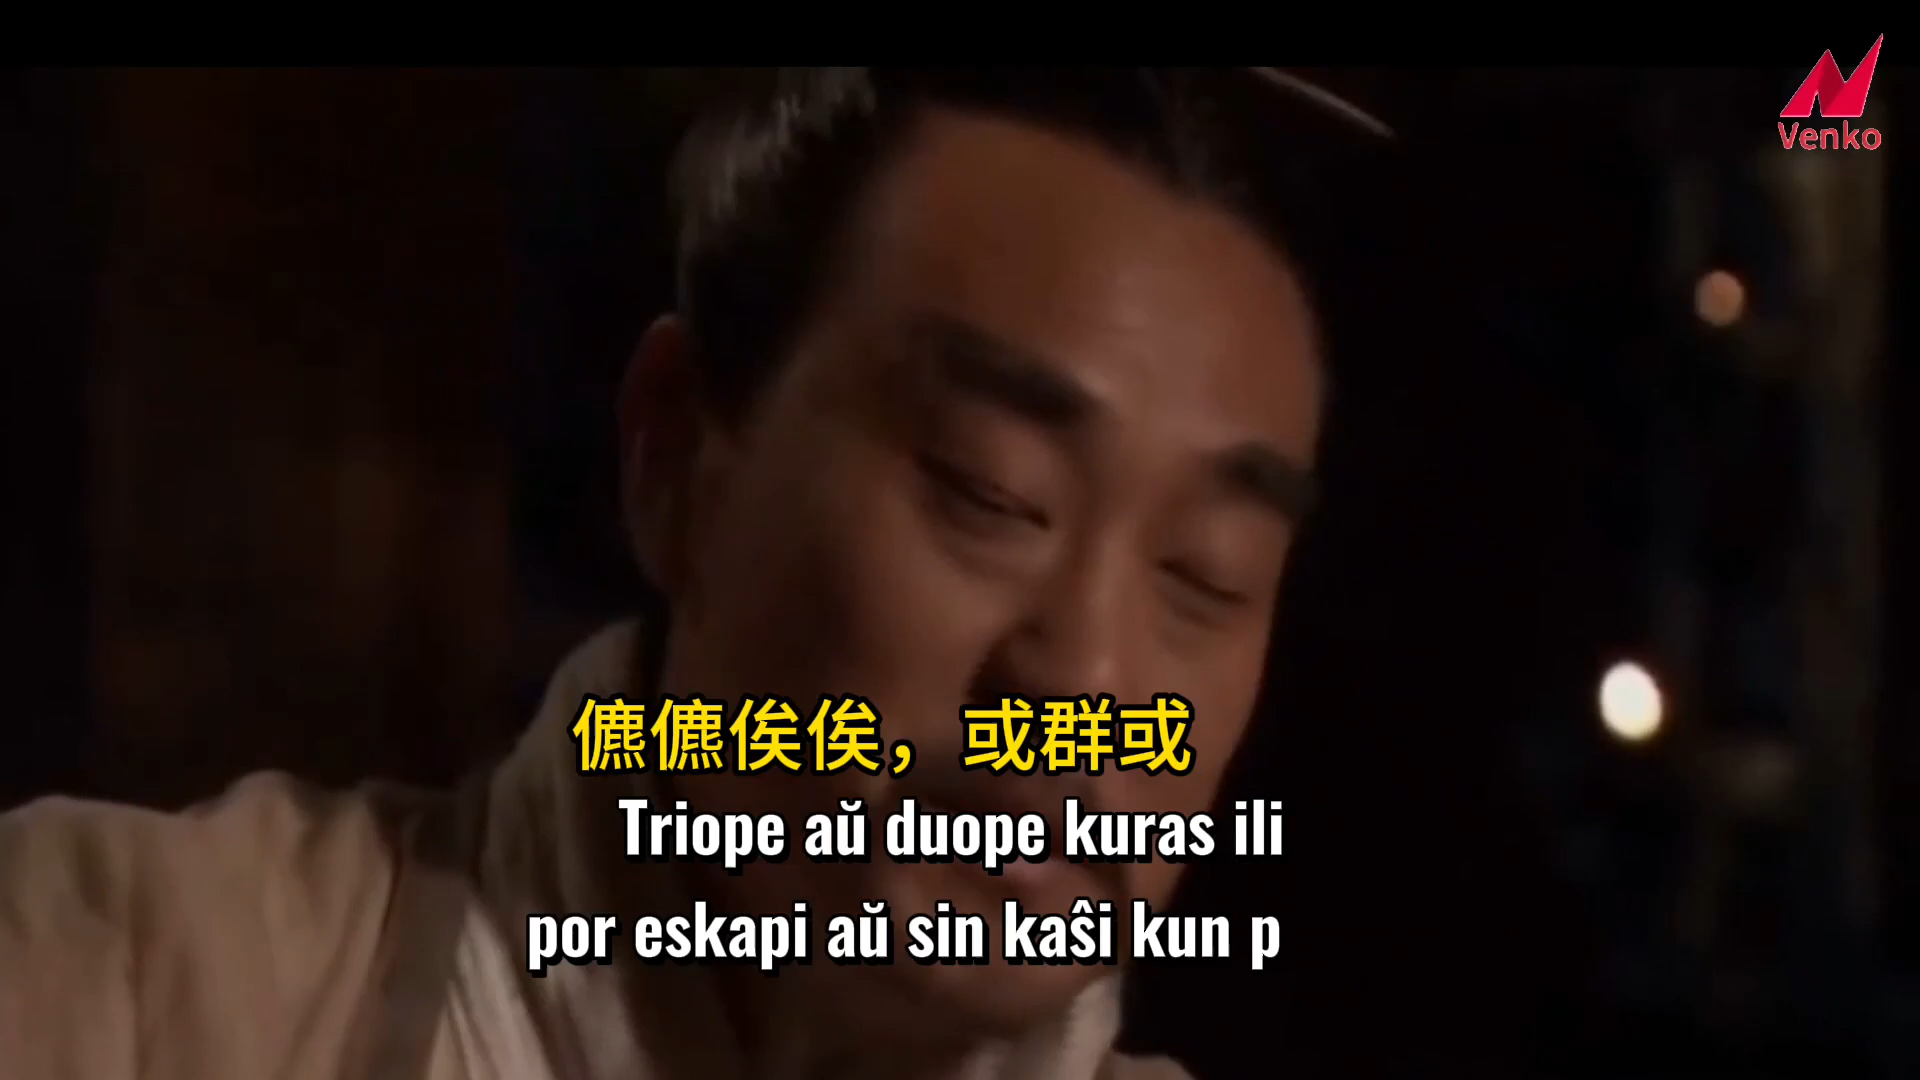 Venko
儦儦俟俟，或群或
Triope aŭ duope kuras ili
por eskapi aŭ sin kaŝi kun p